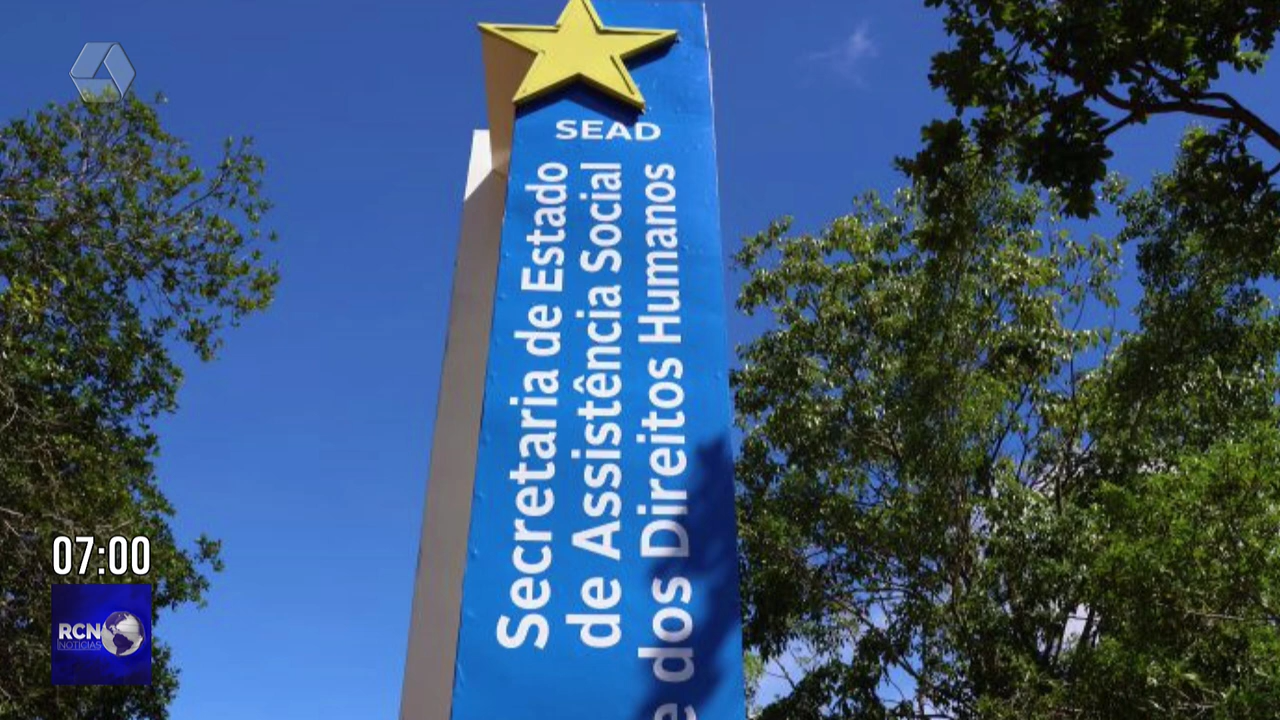 SEAD
Secretaria de Estado
de Assistência Social
e dos Direitos Humanos
07:00
RCN
NOTÍCIAS